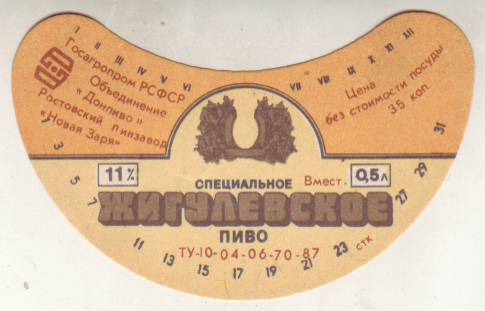 I II III IV V VI
VII VIII IX X XI XII
Госагропром РСФСР
Объединение
"Донпиво"
Ростовский пивзавод
"Новая Заря"
Цена
без стоимости посуды
35 коп.
11%
СПЕЦИАЛЬНОЕ
Вмест. 0,5л
ЖИГУЛЕВСКОЕ
ПИВО
ТУ-10-04-06-70-87
1 3 5 7 11 13 15 17 19 21 23 стк 27 29 31